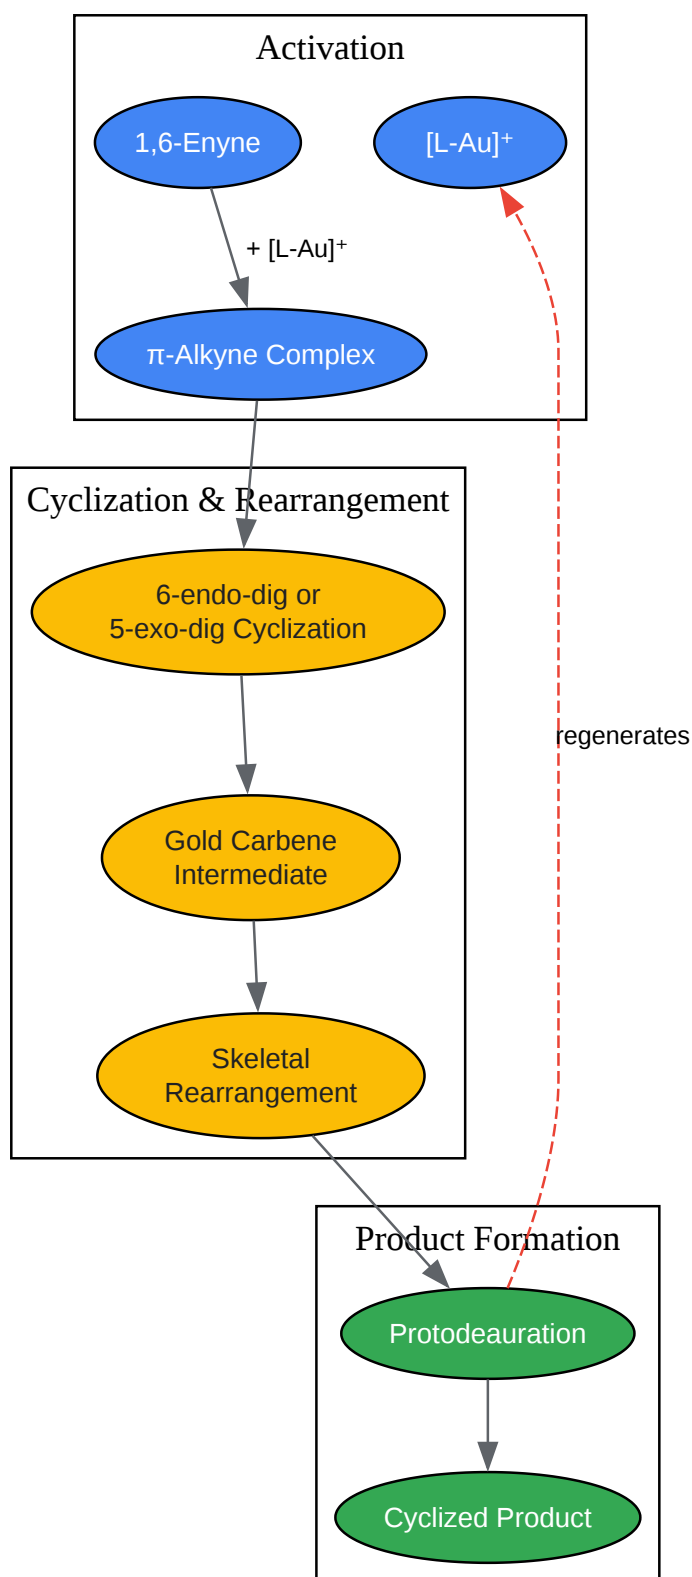 Activation
1,6-Enyne
[L-Au]⁺
+ [L-Au]⁺
π-Alkyne Complex
Cyclization & Rearrangement
6-endo-dig or
5-exo-dig Cyclization
regenerates
Gold Carbene
Intermediate
Skeletal
Rearrangement
Product Formation
Protodeauration
Cyclized Product